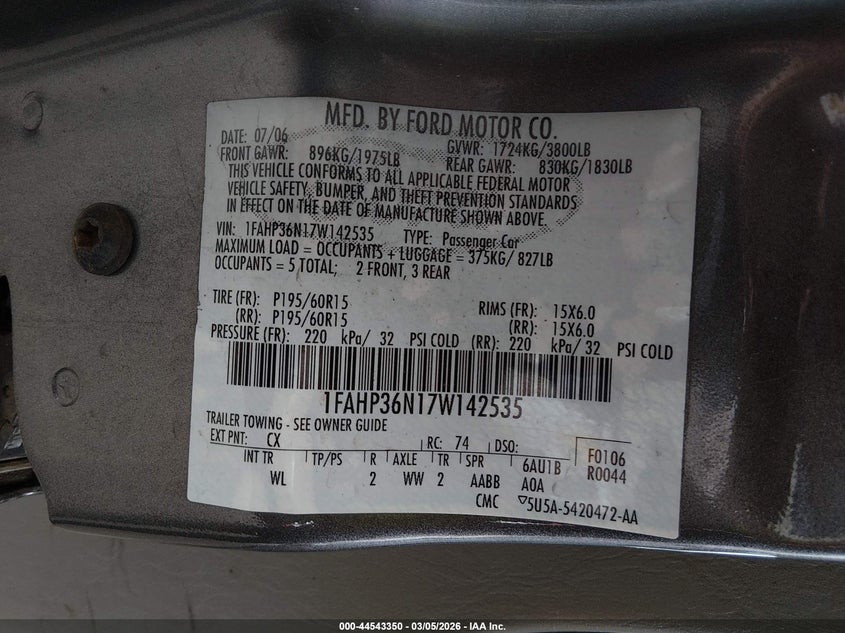 MFD. BY FORD MOTOR CO.
DATE: 07/06 GVWR: 1724KG/3800LB
FRONT GAWR: 896KG/1975LB REAR GAWR: 830KG/1830LB
THIS VEHICLE CONFORMS TO ALL APPLICABLE FEDERAL MOTOR
VEHICLE SAFETY, BUMPER, AND THEFT PREVENTION STANDARDS
IN EFFECT ON THE DATE OF MANUFACTURE SHOWN ABOVE.
VIN: 1FAHP36N17W142535 TYPE: Passenger Car
MAXIMUM LOAD = OCCUPANTS + LUGGAGE = 375KG/ 827LB
OCCUPANTS = 5 TOTAL; 2 FRONT, 3 REAR
TIRE (FR): P195/60R15 RIMS (FR): 15X6.0
(RR): P195/60R15 (RR): 15X6.0
PRESSURE (FR): 220 kPa/ 32 PSI COLD (RR): 220 kPa/ 32 PSI COLD
1FAHP36N17W142535
TRAILER TOWING - SEE OWNER GUIDE
EXT PNT: CX RC: 74 DSO: F0106
INT TR TP/PS R AXLE TR SPR 6AU1B R0044
WL 2 WW 2 AABB A0A
CMC ▽5U5A-5420472-AA
000-44543350 - 03/05/2026 - IAA Inc.